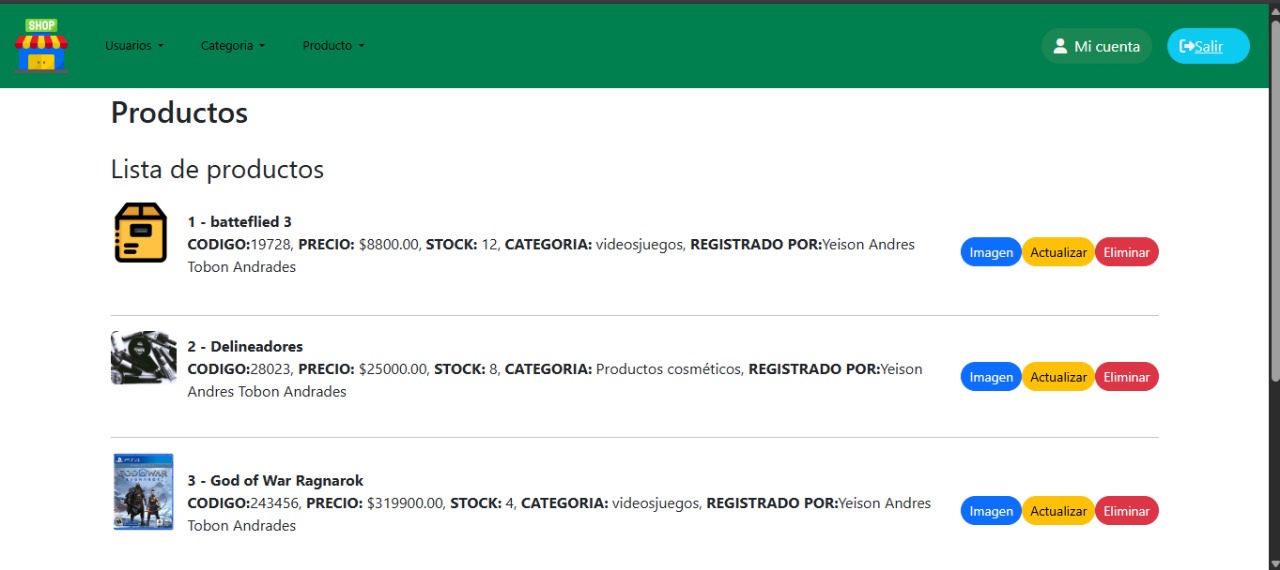 SHOP
Usuarios
Categoria
Producto
Mi cuenta
Salir
Productos
Lista de productos
1 - batteflied 3
CODIGO:19728, PRECIO: $8800.00, STOCK: 12, CATEGORIA: videosjuegos, REGISTRADO POR:Yeison Andres
Tobon Andrades
Imagen
Actualizar
Eliminar
2 - Delineadores
CODIGO:28023, PRECIO: $25000.00, STOCK: 8, CATEGORIA: Productos cosméticos, REGISTRADO POR:Yeison
Andres Tobon Andrades
Imagen
Actualizar
Eliminar
GOD OF WAR
RAGNARÖK
3 - God of War Ragnarok
CODIGO:243456, PRECIO: $319900.00, STOCK: 4, CATEGORIA: videosjuegos, REGISTRADO POR:Yeison Andres
Tobon Andrades
Imagen
Actualizar
Eliminar